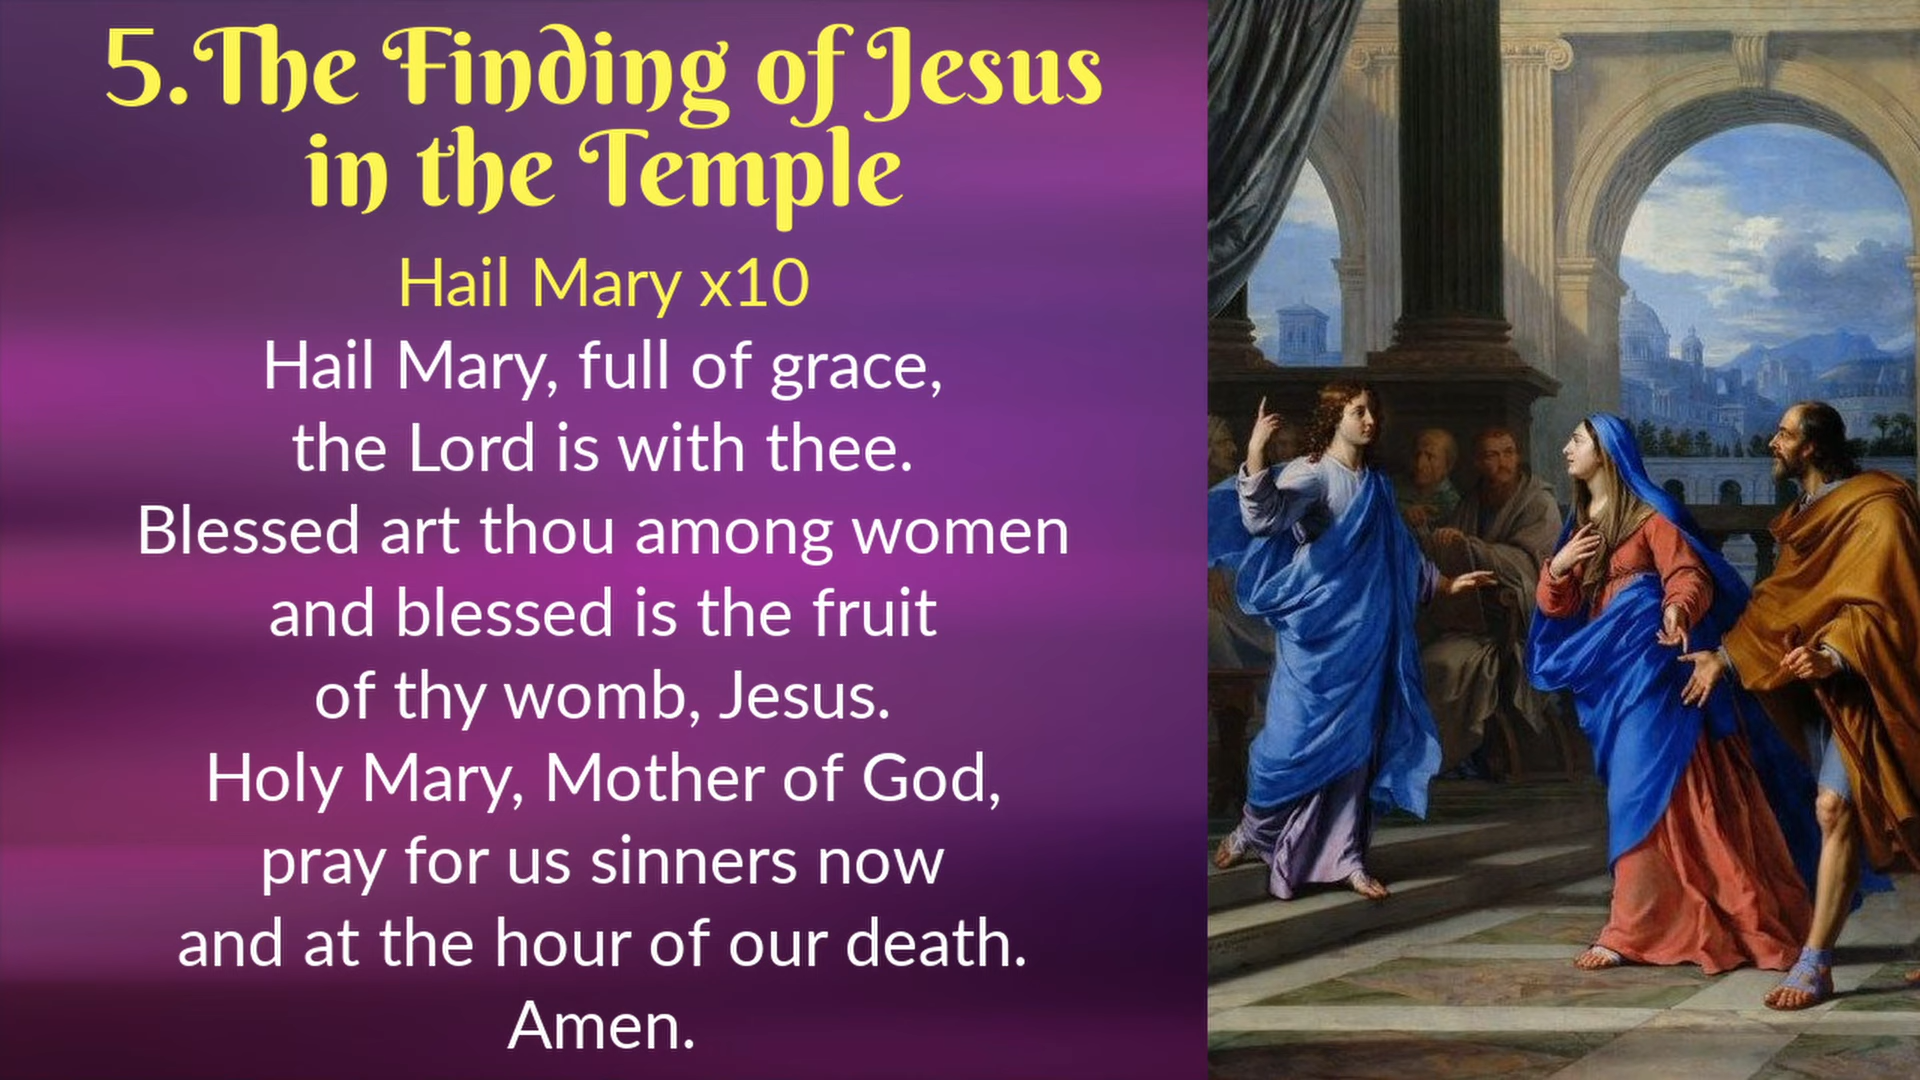 5.The Finding of Jesus
in the Temple
Hail Mary x10
Hail Mary, full of grace,
the Lord is with thee.
Blessed art thou among women
and blessed is the fruit
of thy womb, Jesus.
Holy Mary, Mother of God,
pray for us sinners now
and at the hour of our death.
Amen.